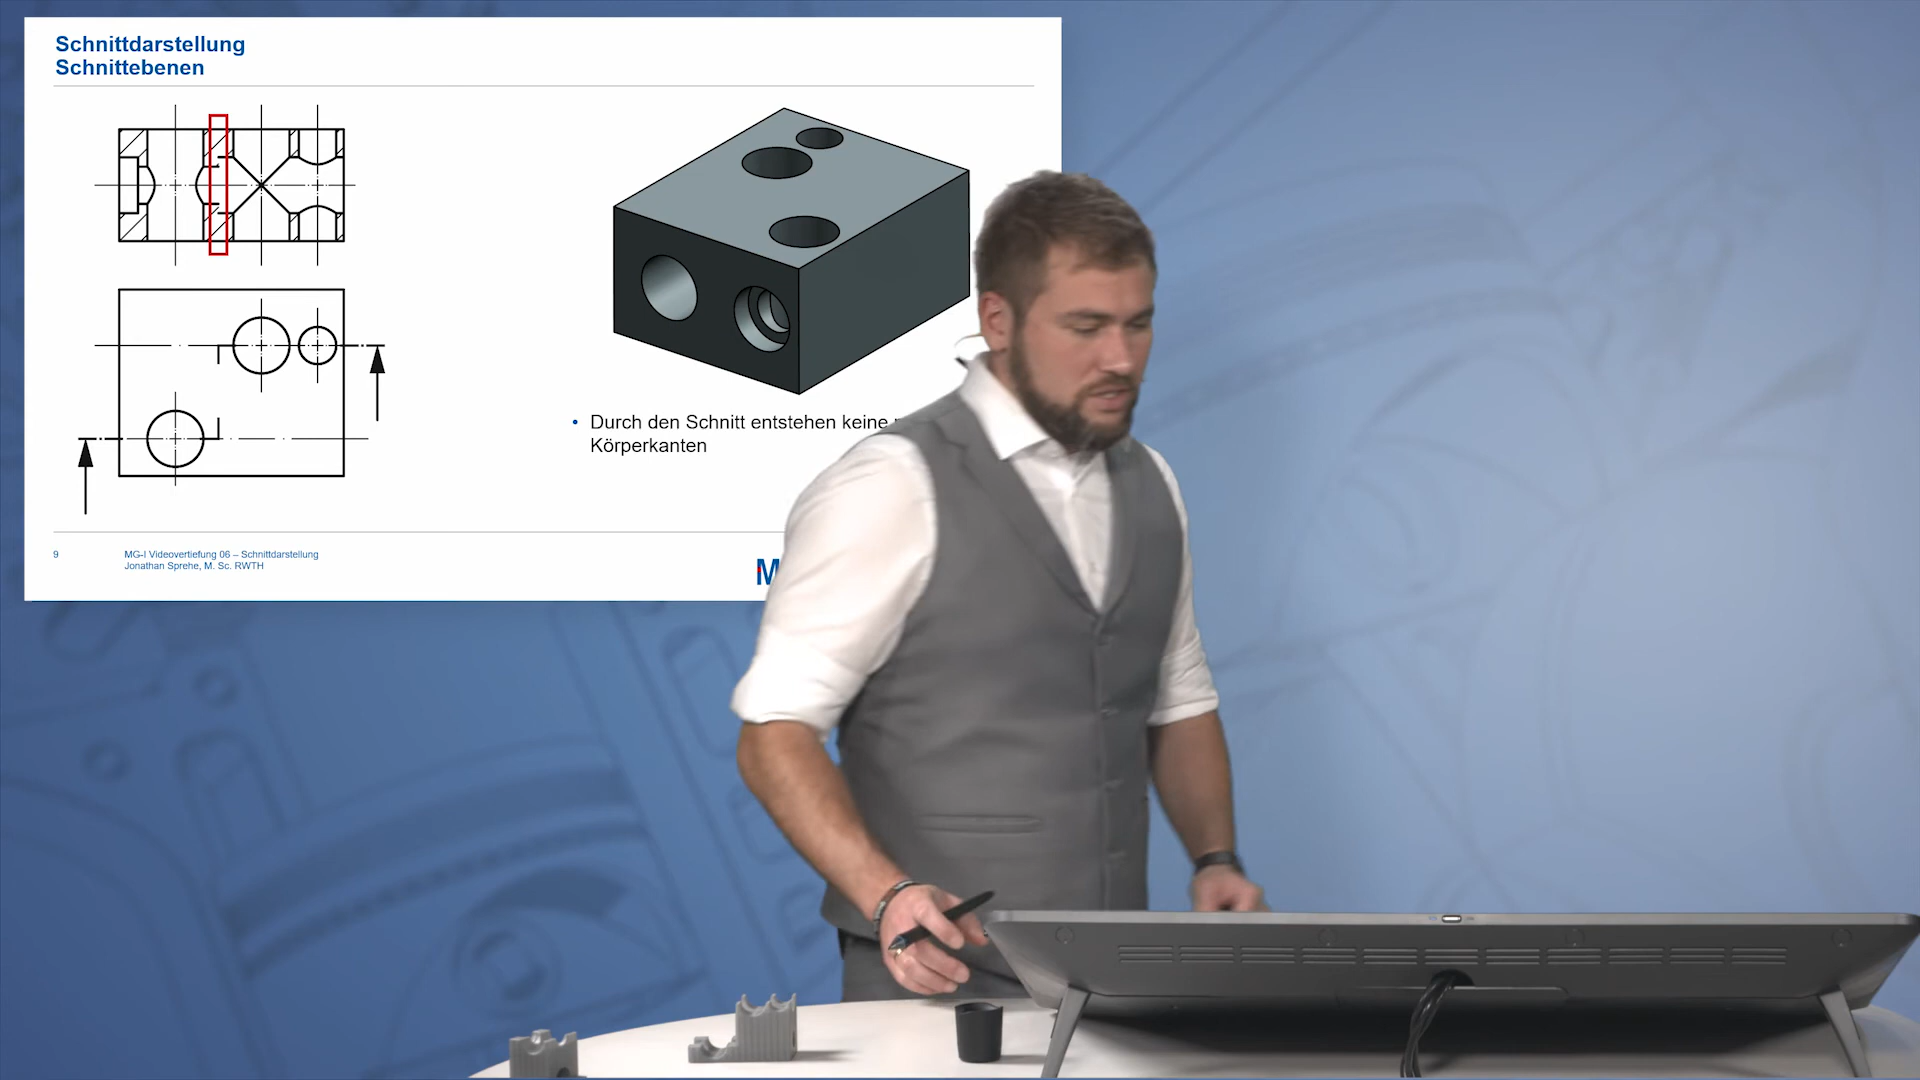 Schnittdarstellung
Schnittebenen
• Durch den Schnitt entstehen keine
Körperkanten
9
MG-I Videovertiefung 06 – Schnittdarstellung
Jonathan Sprehe, M. Sc. RWTH
M